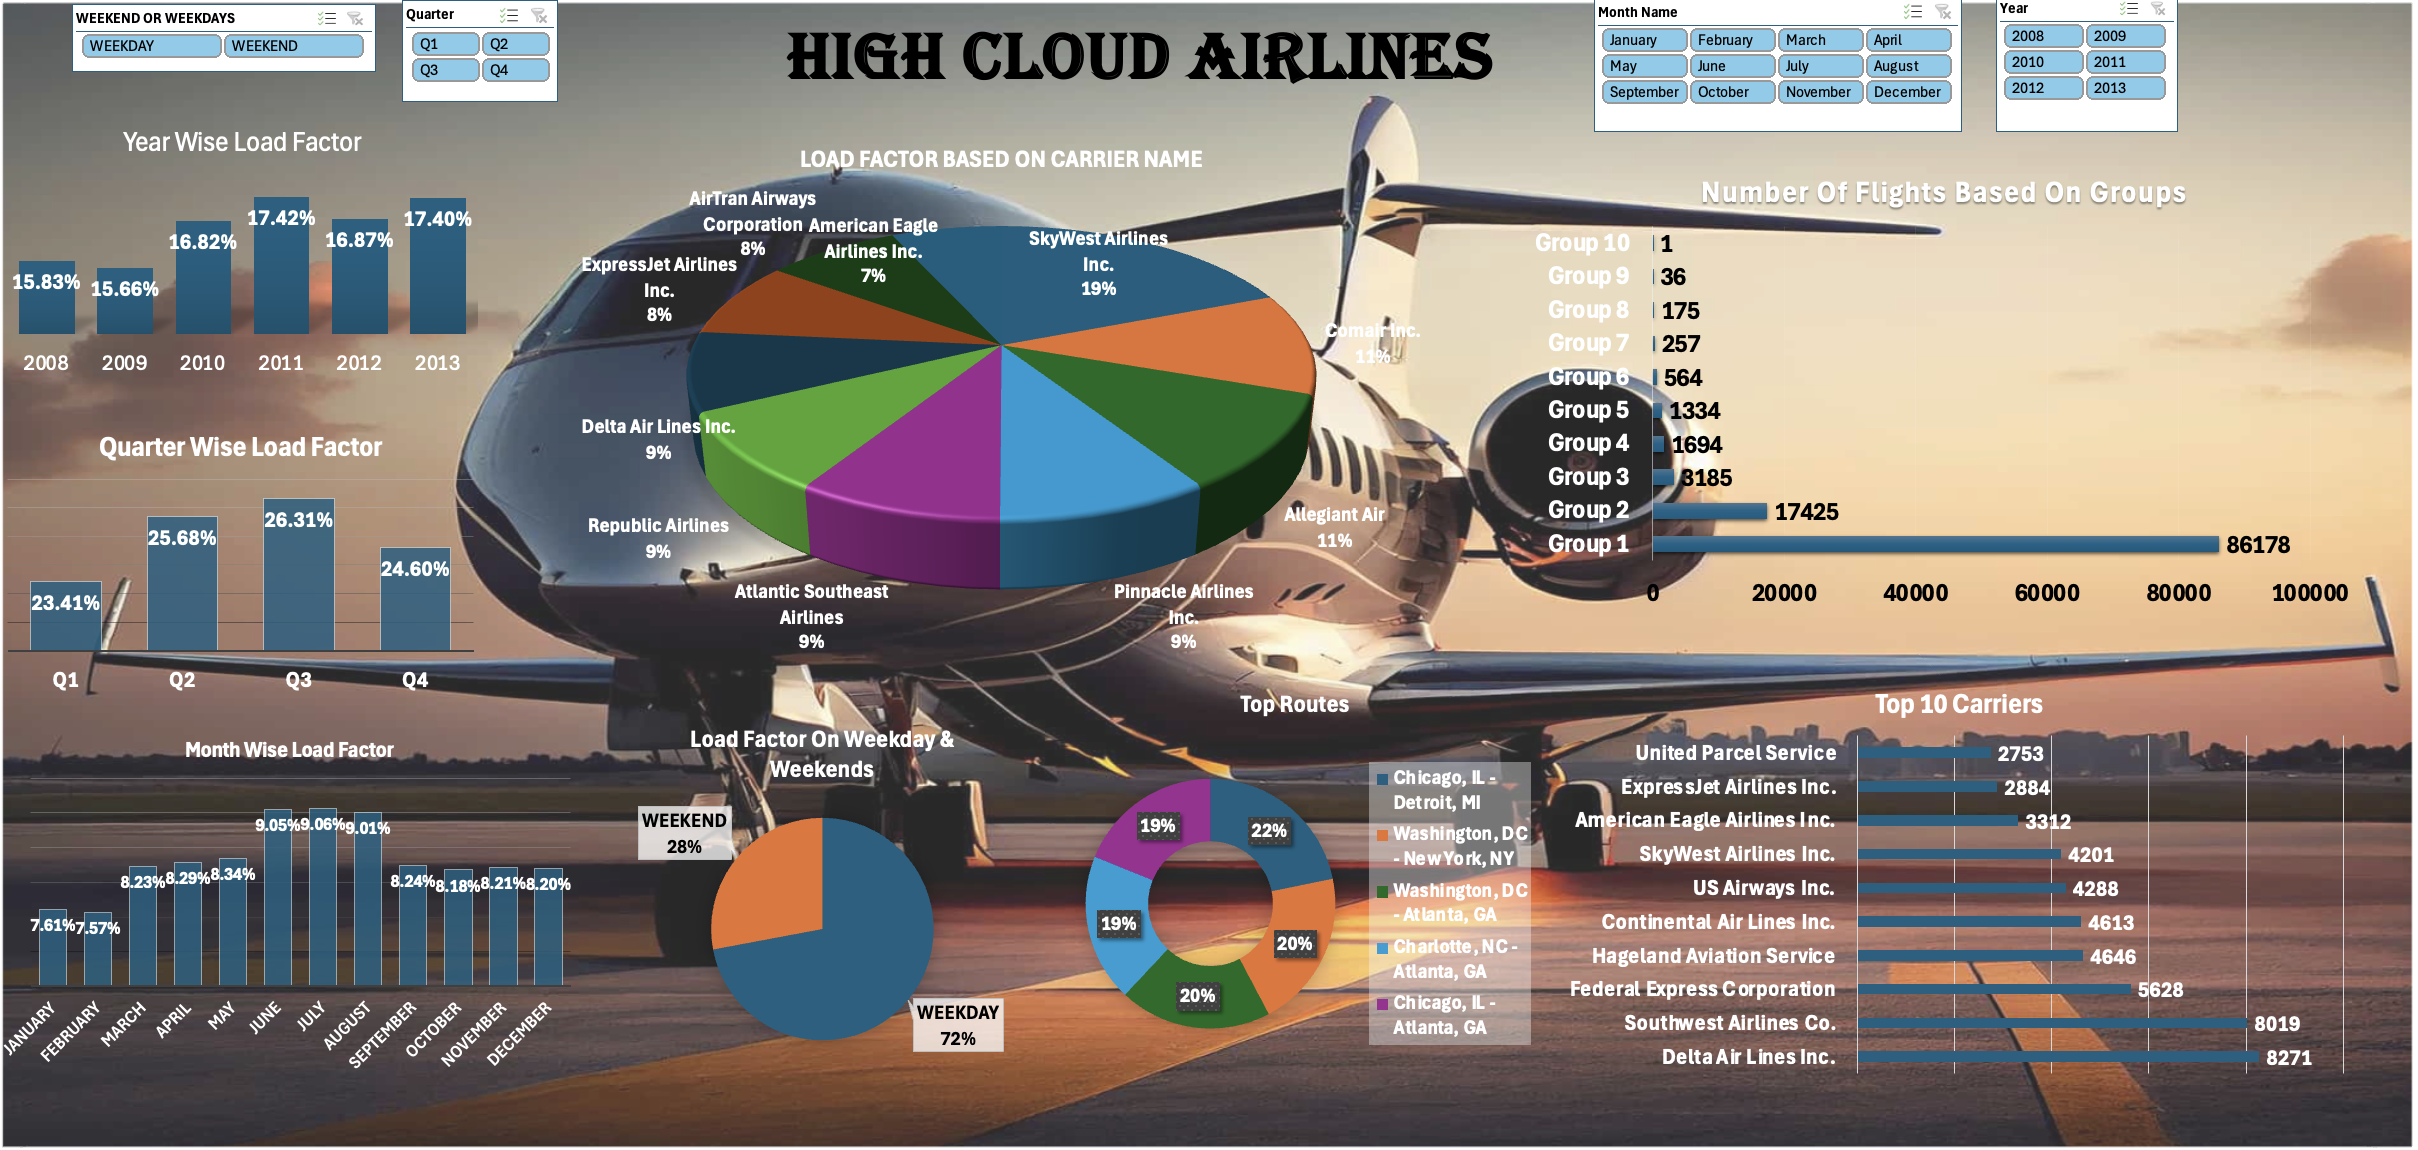 WEEKEND OR WEEKDAYS
WEEKDAY
WEEKEND
Quarter
Q1
Q2
Q3
Q4
HIGH CLOUD AIRLINES
Month Name
January
February
March
April
May
June
July
August
September
October
November
December
Year
2008
2009
2010
2011
2012
2013
Year Wise Load Factor
15.83%
15.66%
16.82%
17.42%
16.87%
17.40%
2008
2009
2010
2011
2012
2013
Quarter Wise Load Factor
23.41%
25.68%
26.31%
24.60%
Q1
Q2
Q3
Q4
Month Wise Load Factor
7.61%
7.57%
8.23%
8.29%
8.34%
9.05%
9.06%
9.01%
8.24%
8.18%
8.21%
8.20%
JANUARY
FEBRUARY
MARCH
APRIL
MAY
JUNE
JULY
AUGUST
SEPTEMBER
OCTOBER
NOVEMBER
DECEMBER
LOAD FACTOR BASED ON CARRIER NAME
SkyWest Airlines
Inc.
19%
Comair Inc.
11%
Allegiant Air
11%
Pinnacle Airlines
Inc.
9%
Atlantic Southeast
Airlines
9%
Republic Airlines
9%
Delta Air Lines Inc.
9%
ExpressJet Airlines
Inc.
8%
AirTran Airways
Corporation
8%
American Eagle
Airlines Inc.
7%
Load Factor On Weekday &
Weekends
WEEKEND
28%
WEEKDAY
72%
Top Routes
22%
20%
20%
19%
19%
Chicago, IL -
Detroit, MI
Washington, DC
- New York, NY
Washington, DC
- Atlanta, GA
Charlotte, NC -
Atlanta, GA
Chicago, IL -
Atlanta, GA
Number Of Flights Based On Groups
Group 10 1
Group 9 36
Group 8 175
Group 7 257
Group 6 564
Group 5 1334
Group 4 1694
Group 3 3185
Group 2 17425
Group 1 86178
0 20000 40000 60000 80000 100000
Top 10 Carriers
United Parcel Service 2753
ExpressJet Airlines Inc. 2884
American Eagle Airlines Inc. 3312
SkyWest Airlines Inc. 4201
US Airways Inc. 4288
Continental Air Lines Inc. 4613
Hageland Aviation Service 4646
Federal Express Corporation 5628
Southwest Airlines Co. 8019
Delta Air Lines Inc. 8271